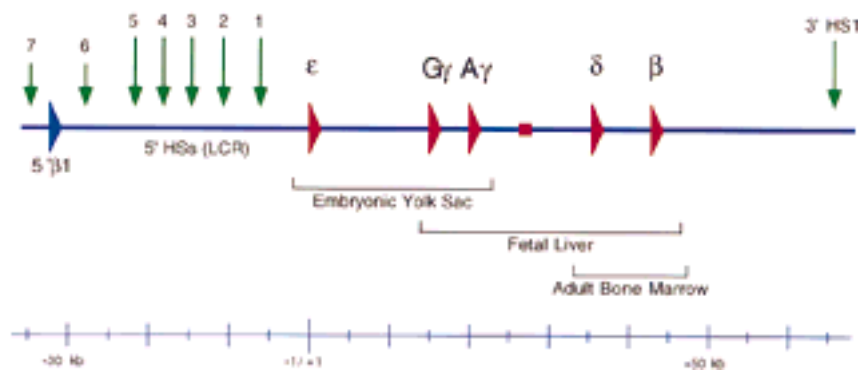 7 6 5 4 3 2 1 3' HS1
ε Gγ Aγ δ β
5'β1 5' HSs (LCR)
Embryonic Yolk Sac
Fetal Liver
Adult Bone Marrow
-30 kb -1/+1 +50 kb